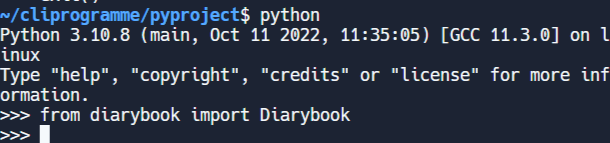 ~/cliprogramme/pyproject$ python
Python 3.10.8 (main, Oct 11 2022, 11:35:05) [GCC 11.3.0] on l
inux
Type "help", "copyright", "credits" or "license" for more inf
ormation.
>>> from diarybook import Diarybook
>>>